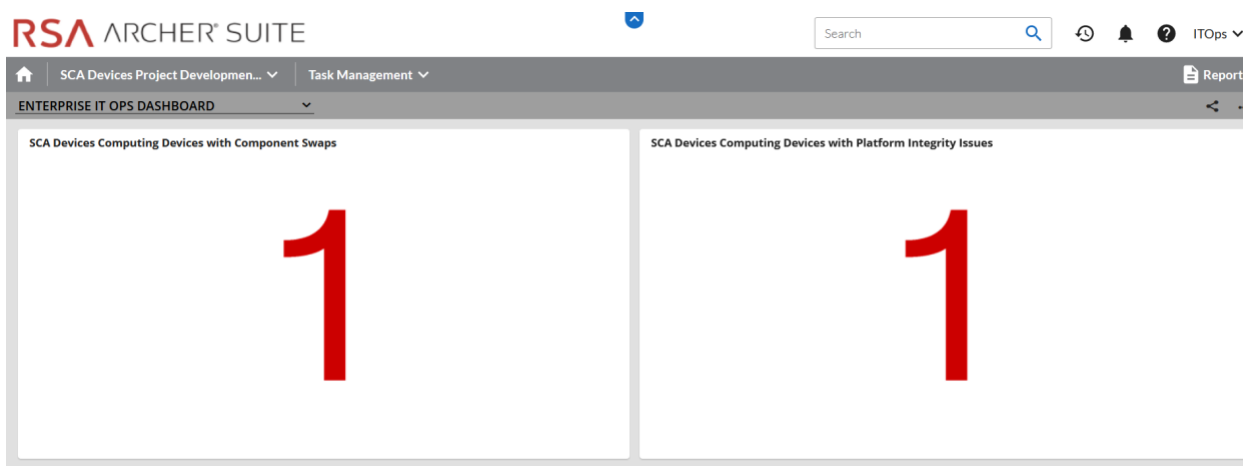 RSA ARCHER® SUITE
Search
ITOps
SCA Devices Project Developmen...
Task Management
Report
ENTERPRISE IT OPS DASHBOARD
SCA Devices Computing Devices with Component Swaps
SCA Devices Computing Devices with Platform Integrity Issues
1
1